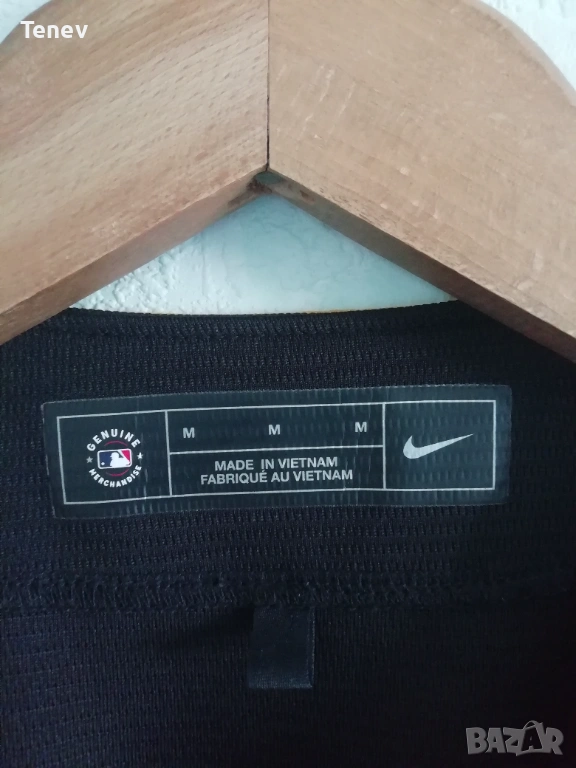 Tenev
GENUINE
MERCHANDISE
M M M
MADE IN VIETNAM
FABRIQUÉ AU VIETNAM
BAZAR